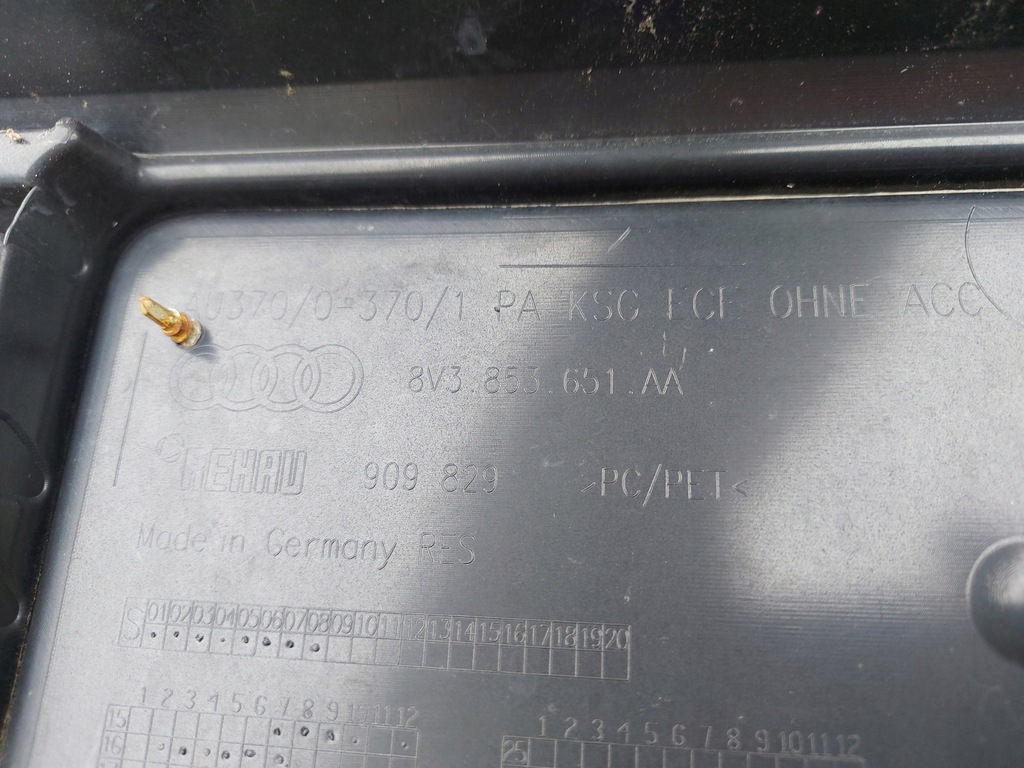 AU370/0-370/1 PA KSG ECE OHNE ACC
8V3.853.651.AA
REHAU 909 829 >PC/PET<
Made in Germany RES
S 01 02 03 04 05 06 07 08 09 10 11 12 13 14 15 16 17 18 19 20
1 2 3 4 5 6 7 8 9 10 11 12
15
16
1 2 3 4 5 6 7 8 9 10 11 12
25